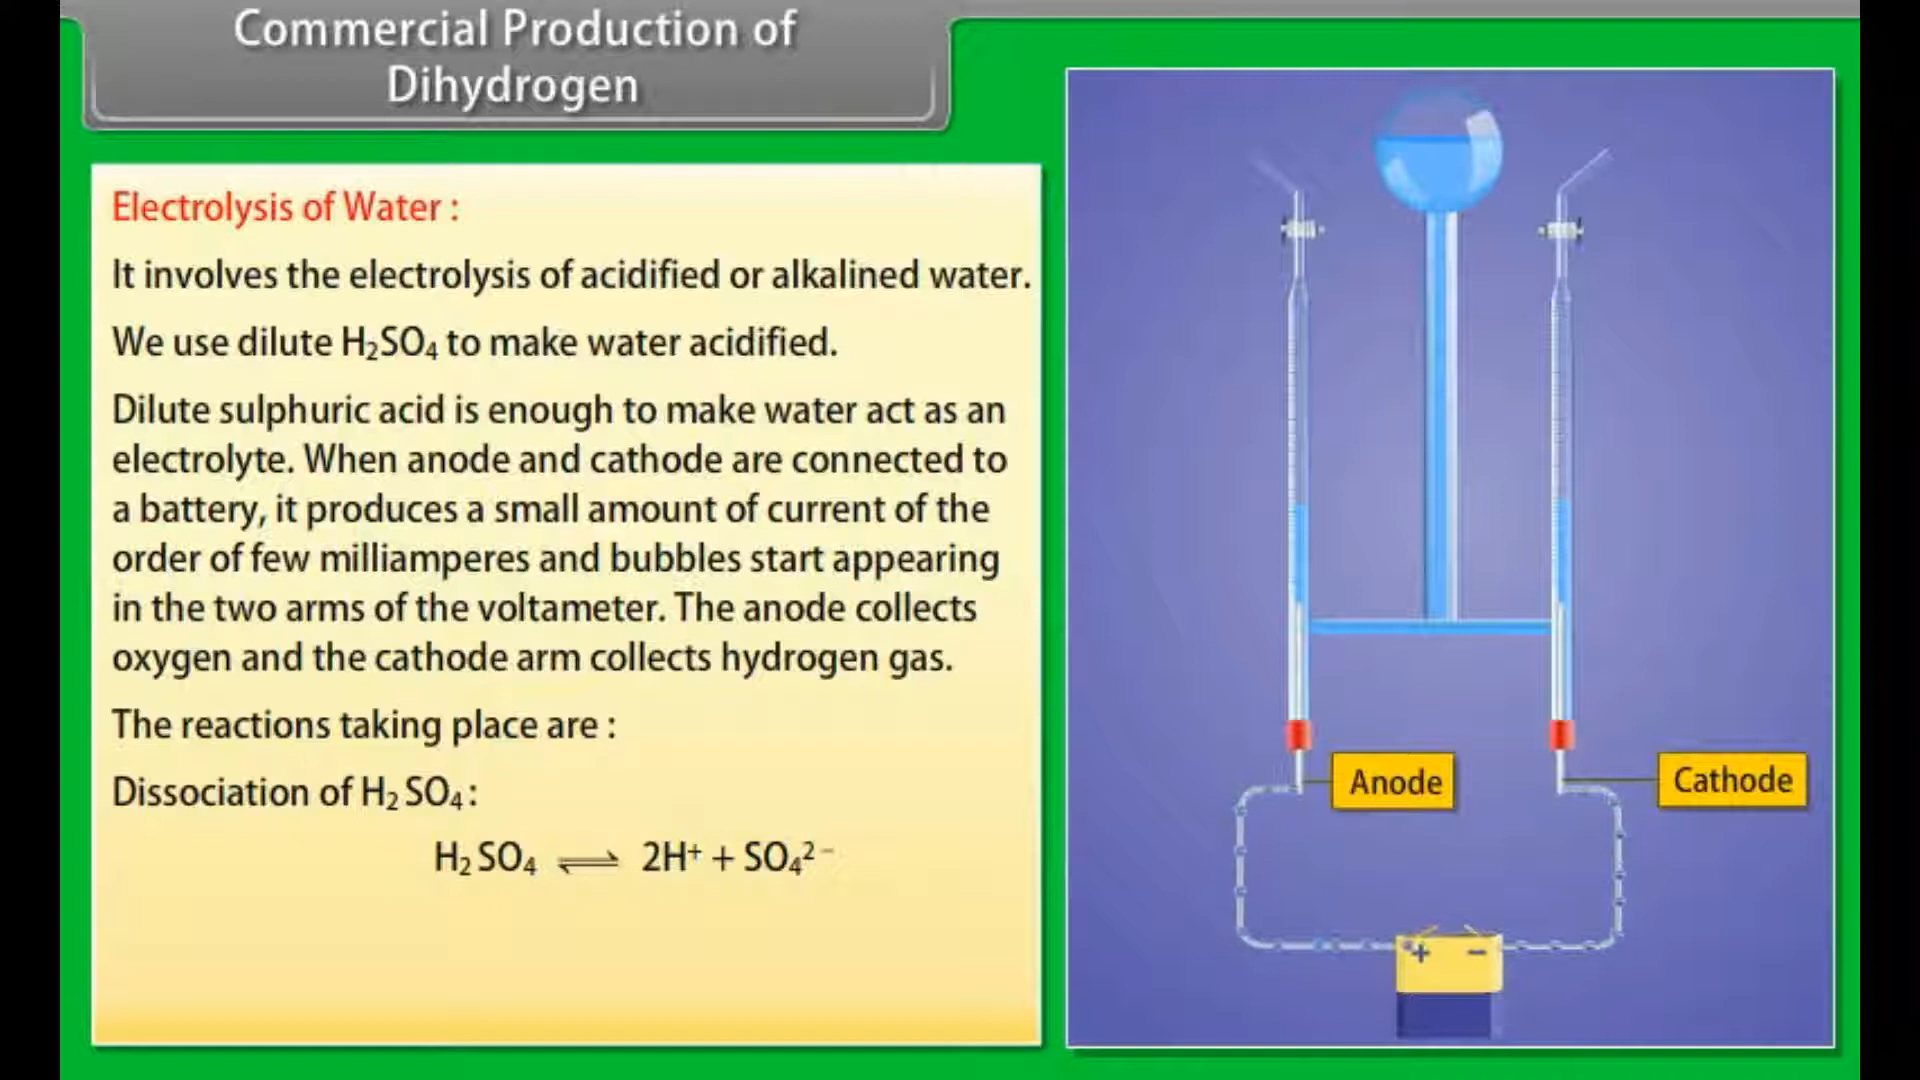 Commercial Production of
Dihydrogen
Electrolysis of Water :
It involves the electrolysis of acidified or alkalined water.
We use dilute H₂SO₄ to make water acidified.
Dilute sulphuric acid is enough to make water act as an
electrolyte. When anode and cathode are connected to
a battery, it produces a small amount of current of the
order of few milliamperes and bubbles start appearing
in the two arms of the voltameter. The anode collects
oxygen and the cathode arm collects hydrogen gas.
The reactions taking place are :
Dissociation of H₂ SO₄ :
H₂ SO₄ ⇌ 2H⁺ + SO₄²⁻
Anode
Cathode
+ −